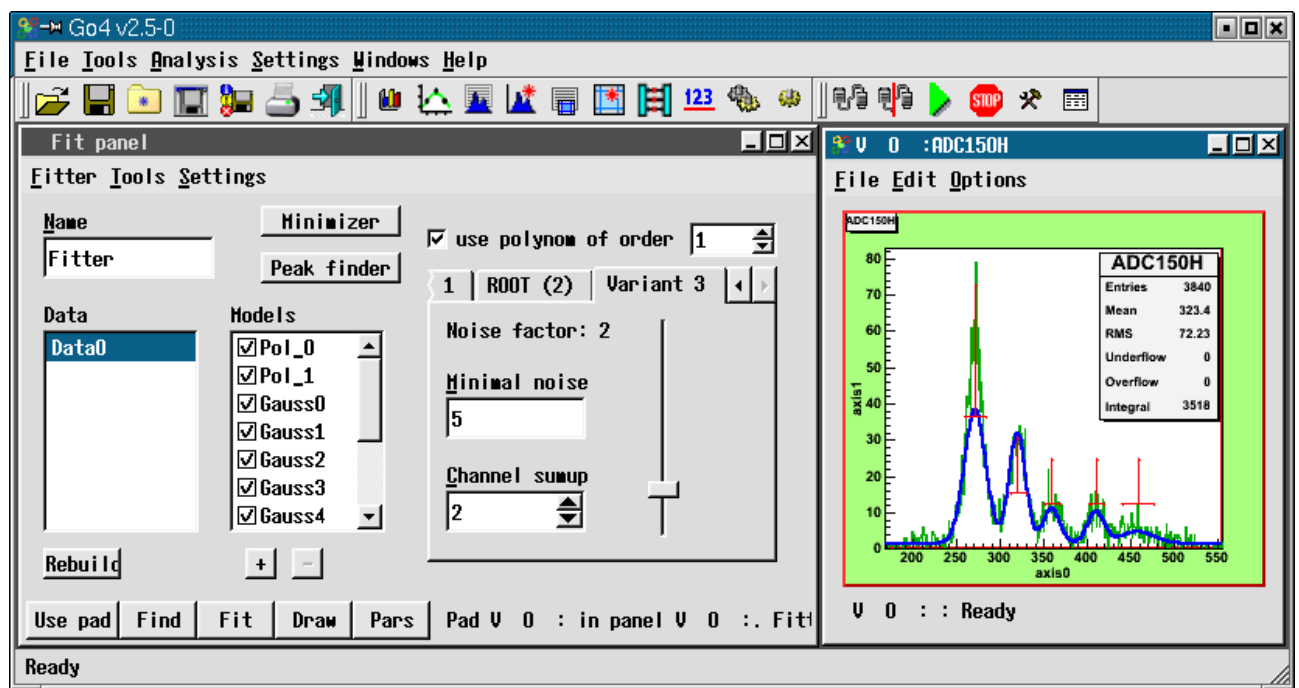 Go4 v2.5-0
File Tools Analysis Settings Windows Help
123
STOP
Fit panel
Fitter Tools Settings
Name
Fitter
Minimizer
Peak finder
use polynom of order 1
1 ROOT (2) Variant 3
Data
Data0
Models
Pol_0
Pol_1
Gauss0
Gauss1
Gauss2
Gauss3
Gauss4
Noise factor: 2
Minimal noise
5
Channel sumup
2
Rebuild
+ -
Use pad Find Fit Draw Pars Pad V 0 : in panel V 0 :. Fitt
V 0 :ADC150H
File Edit Options
ADC150H
ADC150H
Entries 3840
Mean 323.4
RMS 72.23
Underflow 0
Overflow 0
Integral 3518
axis1
80
70
60
50
40
30
20
10
0
200 250 300 350 400 450 500 550
axis0
V 0 : : Ready
Ready